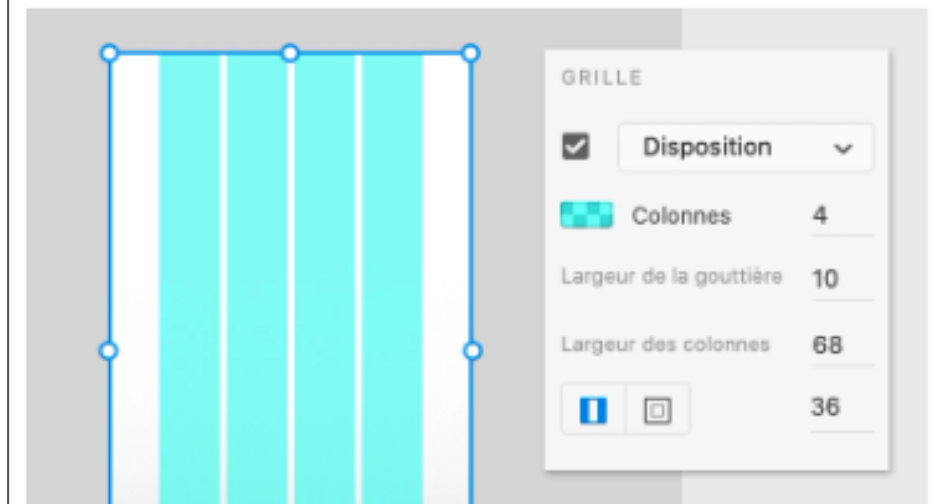 GRILLE
Disposition
Colonnes 4
Largeur de la gouttière 10
Largeur des colonnes 68
36